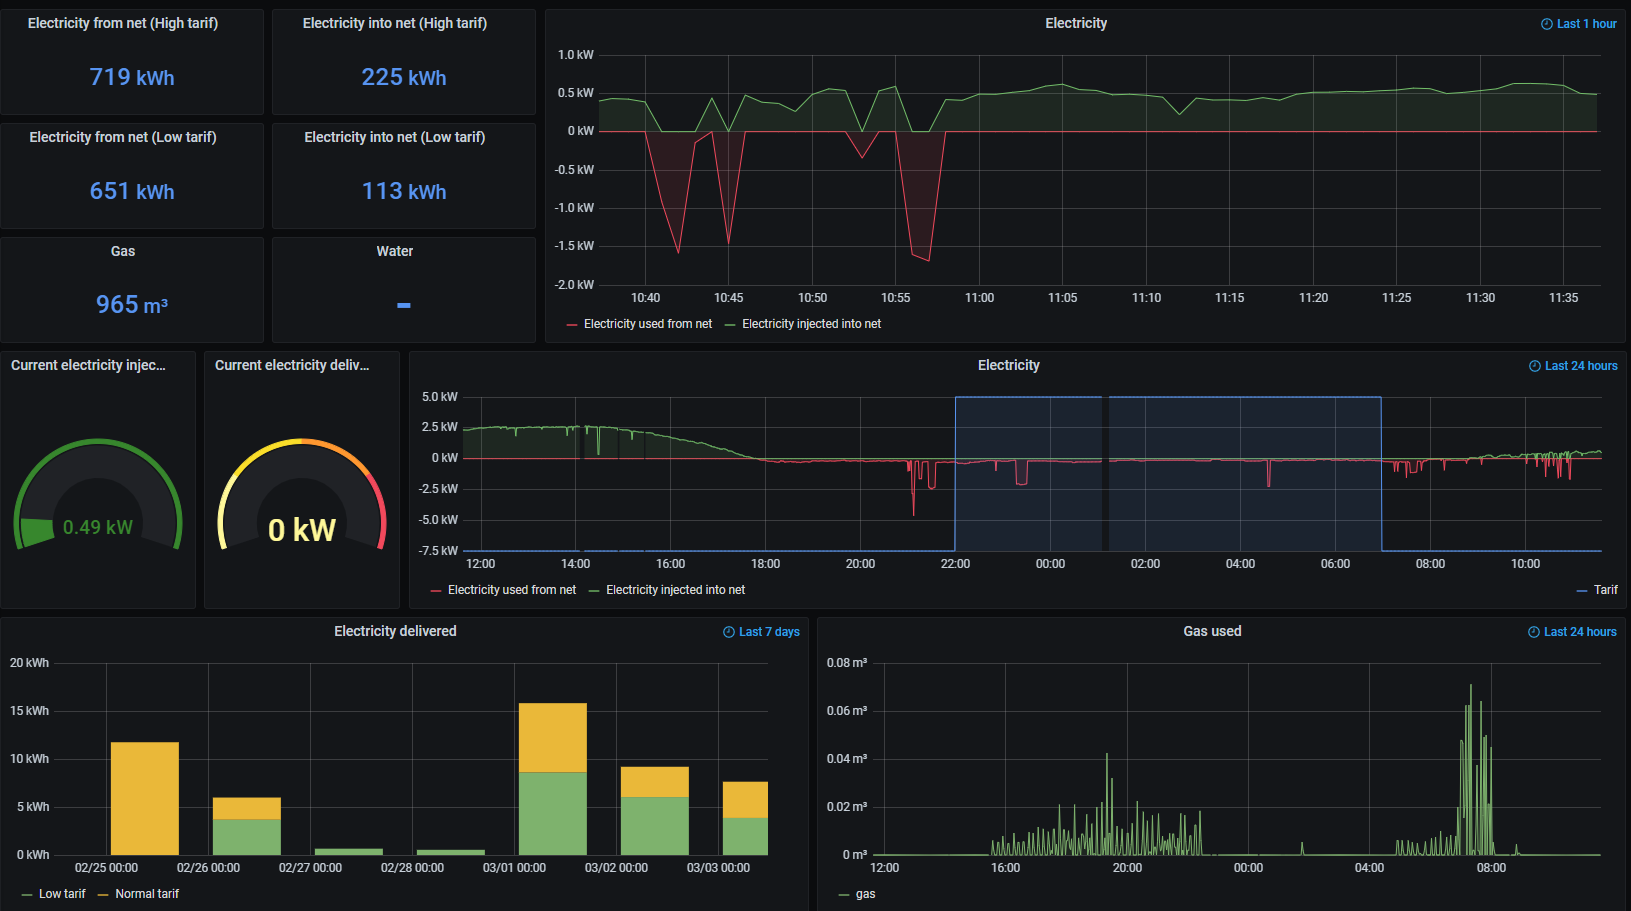 Electricity from net (High tarif)
719 kWh
Electricity into net (High tarif)
225 kWh
Electricity from net (Low tarif)
651 kWh
Electricity into net (Low tarif)
113 kWh
Gas
965 m³
Water
-
Electricity
Last 1 hour
1.0 kW
0.5 kW
0 kW
-0.5 kW
-1.0 kW
-1.5 kW
-2.0 kW
10:40 10:45 10:50 10:55 11:00 11:05 11:10 11:15 11:20 11:25 11:30 11:35
Electricity used from net Electricity injected into net
Current electricity injec...
0.49 kW
Current electricity deliv...
0 kW
Electricity
Last 24 hours
5.0 kW
2.5 kW
0 kW
-2.5 kW
-5.0 kW
-7.5 kW
12:00 14:00 16:00 18:00 20:00 22:00 00:00 02:00 04:00 06:00 08:00 10:00
Electricity used from net Electricity injected into net Tarif
Electricity delivered
Last 7 days
20 kWh
15 kWh
10 kWh
5 kWh
0 kWh
02/25 00:00 02/26 00:00 02/27 00:00 02/28 00:00 03/01 00:00 03/02 00:00 03/03 00:00
Low tarif Normal tarif
Gas used
Last 24 hours
0.08 m³
0.06 m³
0.04 m³
0.02 m³
0 m³
12:00 16:00 20:00 00:00 04:00 08:00
gas